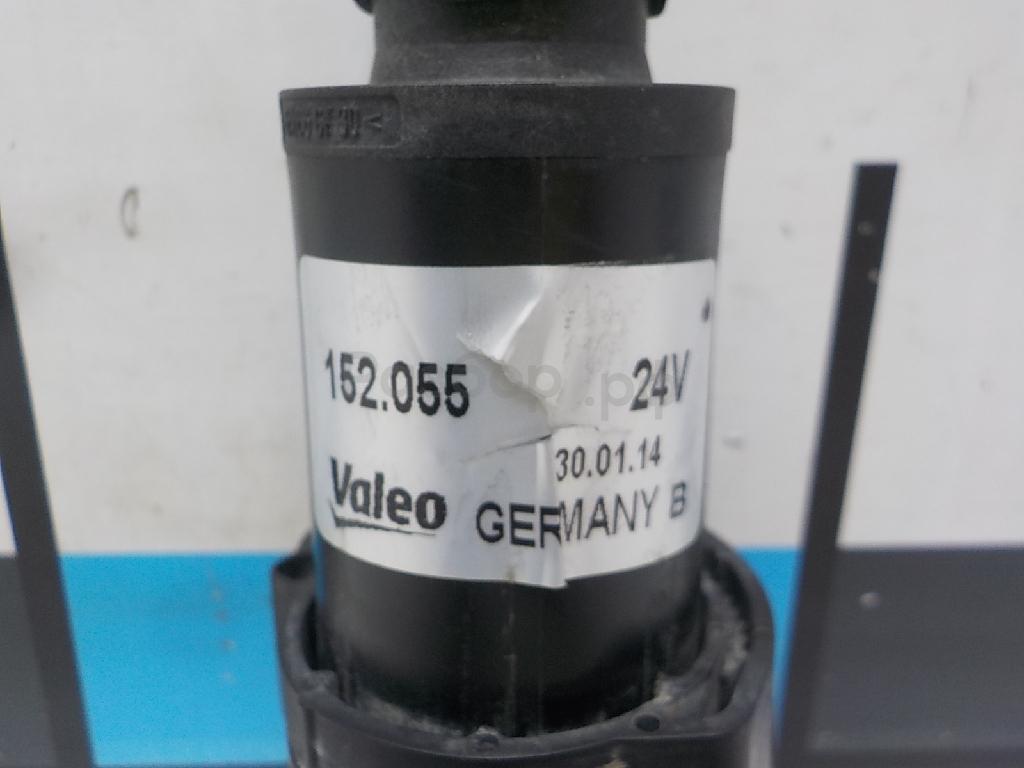 152.055 24V
30.01.14
Valeo GERMANY B